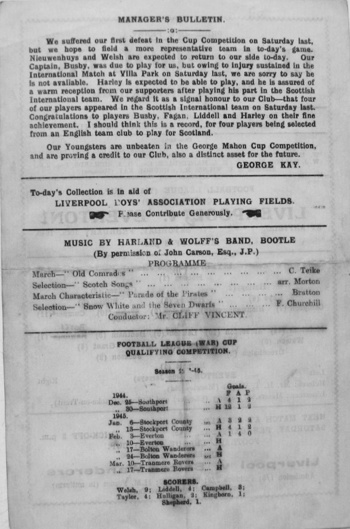 MANAGER'S BULLETIN.
We suffered our first defeat in the Cup Competition on Saturday last,
but we hope to field a more representative team in to-day's game.
Nieuwenhuys and Welsh are expected to return to our side to-day. Our
Captain, Busby, was due to play for us, but owing to injury sustained in the
International Match at Villa Park on Saturday last, we are sorry to say he
is not available. Harley is expected to be able to play, and he is assured of
a warm reception from our supporters after playing his part in the Scottish
International team. We regard it as a signal honour to our Club—that four
of our players appeared in the Scottish International team on Saturday last.
Congratulations to players Busby, Fagan, Liddell and Harley on their fine
achievement. I should think this is a record, for four players being selected
from an English team club to play for Scotland.
Our Youngsters are unbeaten in the George Mahon Cup Competition,
and are proving a credit to our Club, also a distinct asset for the future.
GEORGE KAY.
To-day's Collection is in aid of
LIVERPOOL BOYS' ASSOCIATION PLAYING FIELDS.
Please Contribute Generously.
MUSIC BY HARLAND & WOLFF'S BAND, BOOTLE
(By permission of John Carson, Esq., J.P.)
PROGRAMME
March—" Old Comrades " ... C. Teike
Selection—" Scotch Songs " ... arr. Morton
March Characteristic—" Parade of the Pirates " ... Bratton
Selection—" Snow White and the Seven Dwarfs " ... F. Churchill
Conductor: Mr. CLIFF VINCENT.
FOOTBALL LEAGUE (WAR) CUP
QUALIFYING COMPETITION.
Season
Goals.
1944. F A P
Dec. —Southport ... A 4 1 2
„ 30—Southport ... H 12 1 2
1945.
Jan. 6—Stockport County ... A
„ 13—Stockport County ... H 4 1 2
Feb. 3—Everton ... A 1 4 0
„ —Everton ... H
„ 17—Bolton Wanderers ... A
„ 24—Bolton Wanderers ... H
Mar. 10—Tranmere Rovers ... A
„ 17—Tranmere Rovers ... H
SCORERS.
Welsh, 9; Liddell, 4; Campbell, 3;
Taylor, 4; Hulligan, 2; Kinghorn, 1;
Shepherd, 1.